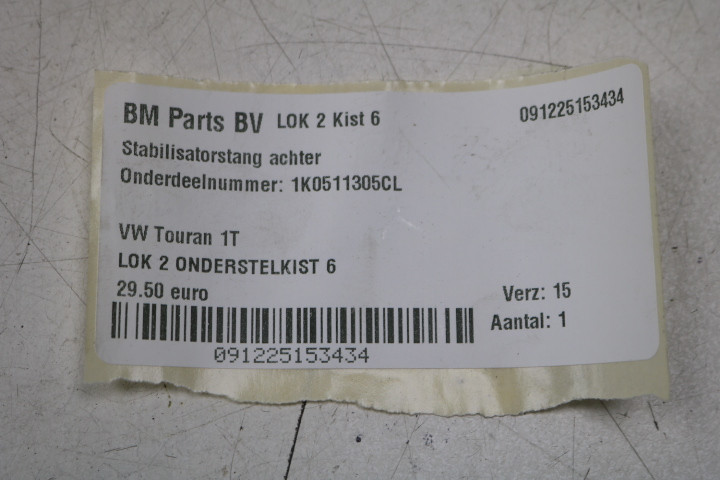 BM Parts BV LOK 2 Kist 6 091225153434
Stabilisatorstang achter
Onderdeelnummer: 1K0511305CL
VW Touran 1T
LOK 2 ONDERSTELKIST 6
29.50 euro Verz: 15
Aantal: 1
091225153434